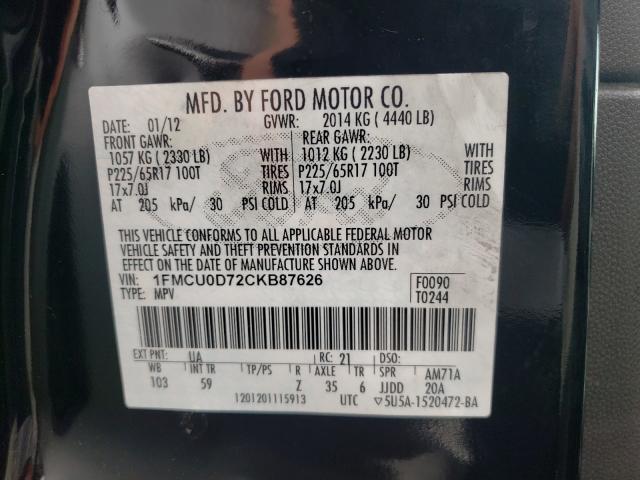 MFD. BY FORD MOTOR CO.
DATE: 01/12 GVWR: 2014 KG ( 4440 LB)
FRONT GAWR: REAR GAWR:
1057 KG ( 2330 LB) WITH 1012 KG ( 2230 LB) WITH
P225/65R17 100T TIRES P225/65R17 100T TIRES
17x7.0J RIMS 17x7.0J RIMS
AT 205 kPa/ 30 PSI COLD AT 205 kPa/ 30 PSI COLD
THIS VEHICLE CONFORMS TO ALL APPLICABLE FEDERAL MOTOR
VEHICLE SAFETY AND THEFT PREVENTION STANDARDS IN
EFFECT ON THE DATE OF MANUFACTURE SHOWN ABOVE.
VIN: 1FMCU0D72CKB87626 F0090
TYPE: MPV T0244
EXT PNT: UA RC: 21 DSO:
WB INT TR TP/PS R AXLE TR SPR AM71A
103 59 Z 35 6 JJDD 20A
1201201115913 UTC ▽5U5A-1520472-BA